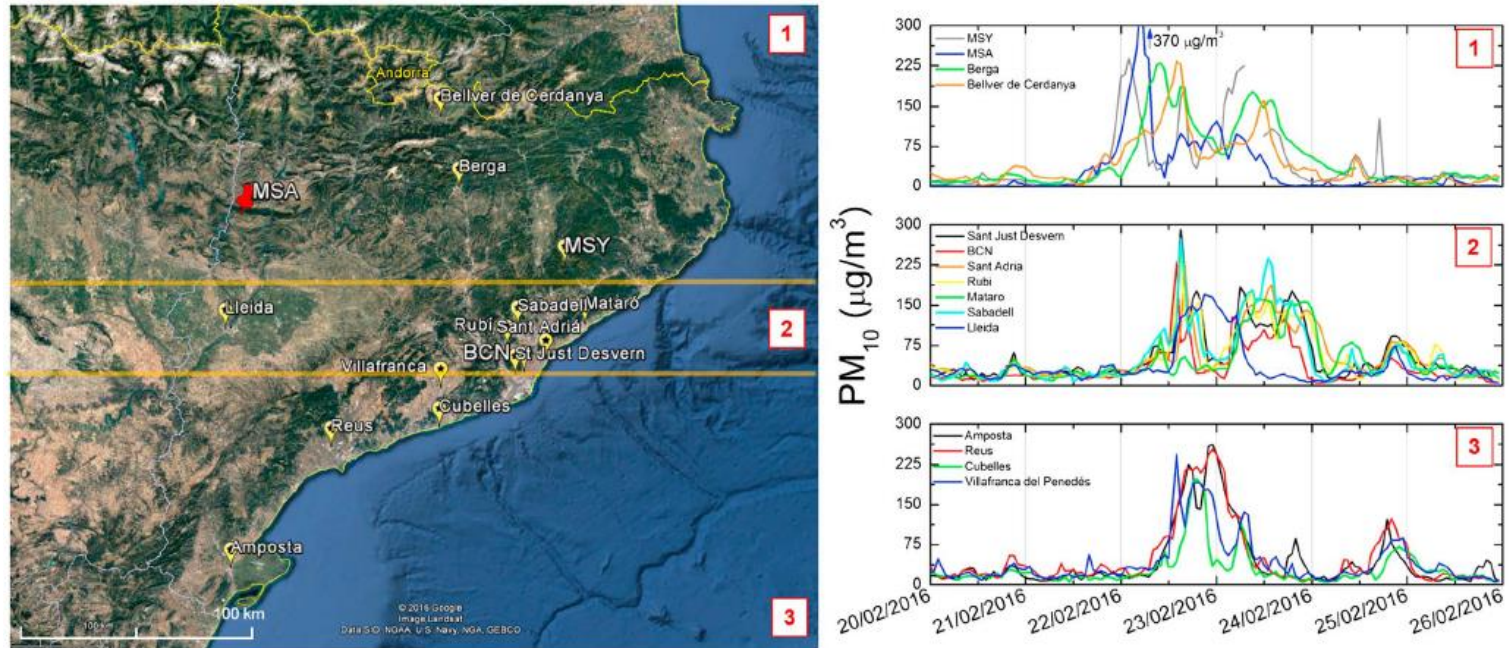 1
Andorra
Bellver de Cerdanya
Berga
MSA
MSY
Lleida
Sabadell Mataró
Rubí Sant Adrià
2
BCN St Just Desvern
Villafranca
Cubelles
Reus
Amposta
100 km
100 km
© 2016 Google
Image Landsat
Data SIO, NOAA, U.S. Navy, NGA, GEBCO
3
PM10 (µg/m3)
300
225
150
75
0
370 µg/m3
MSY
MSA
Berga
Bellver de Cerdanya
1
300
225
150
75
0
Sant Just Desvern
BCN
Sant Adria
Rubi
Mataro
Sabadell
Lleida
2
300
225
150
75
0
Amposta
Reus
Cubelles
Villafranca del Penedés
3
20/02/2016
21/02/2016
22/02/2016
23/02/2016
24/02/2016
25/02/2016
26/02/2016